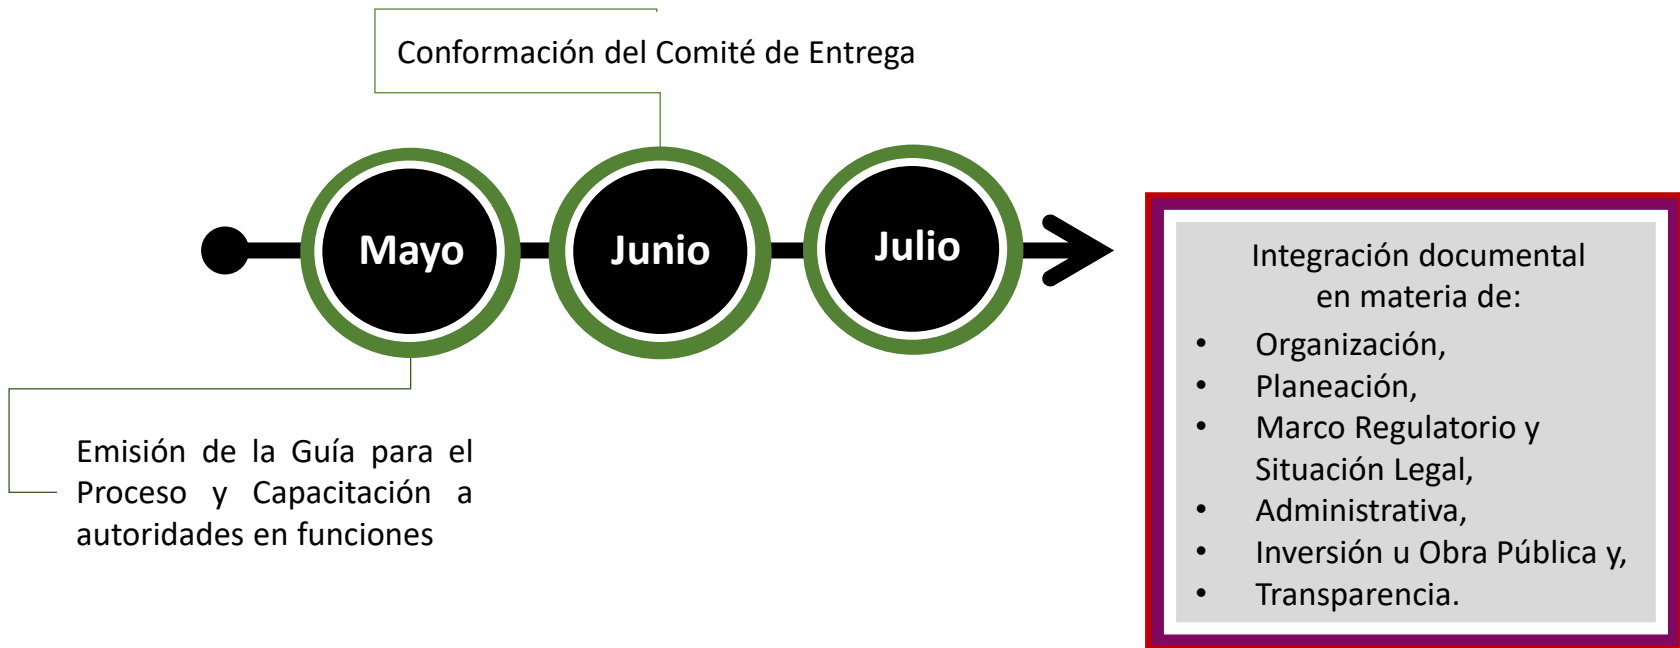 Conformación del Comité de Entrega
Mayo
Junio
Julio
Emisión de la Guía para el
Proceso y Capacitación a
autoridades en funciones
Integración documental
en materia de:
• Organización,
• Planeación,
• Marco Regulatorio y
Situación Legal,
• Administrativa,
• Inversión u Obra Pública y,
• Transparencia.